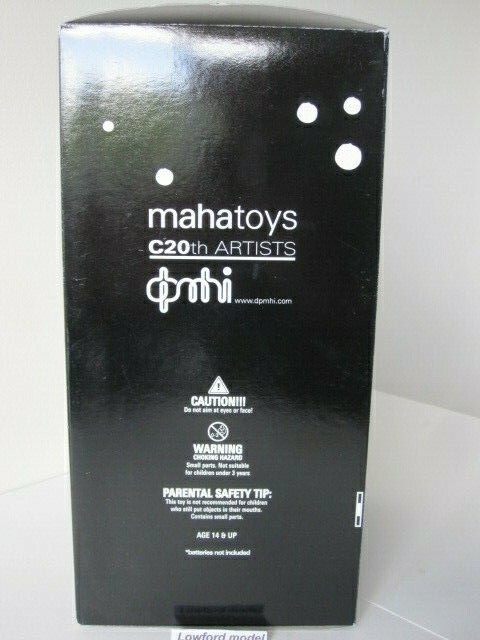 mahatoys
C20th ARTISTS
dpmhi
www.dpmhi.com
CAUTION!!!
Do not aim at eyes or face!
WARNING
CHOKING HAZARD
Small parts. Not suitable
for children under 3 years
PARENTAL SAFETY TIP:
This toy is not recommended for children
who still put objects in their mouths.
Contains small parts.
AGE 14 & UP
*batteries not included
Lowford model